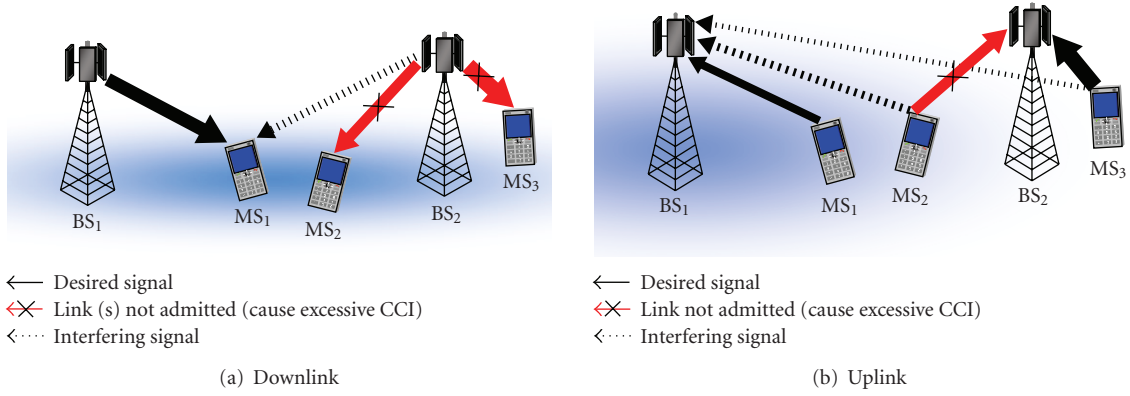 BS1
MS1
MS2
BS2
MS3
Desired signal
Link (s) not admitted (cause excessive CCI)
Interfering signal
(a) Downlink
BS1
MS1
MS2
BS2
MS3
Desired signal
Link not admitted (cause excessive CCI)
Interfering signal
(b) Uplink